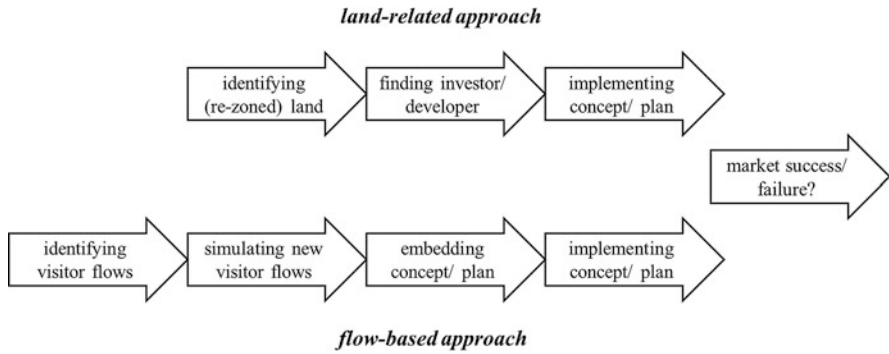 land-related approach
identifying
(re-zoned) land
finding investor/
developer
implementing
concept/ plan
market success/
failure?
identifying
visitor flows
simulating new
visitor flows
embedding
concept/ plan
implementing
concept/ plan
flow-based approach